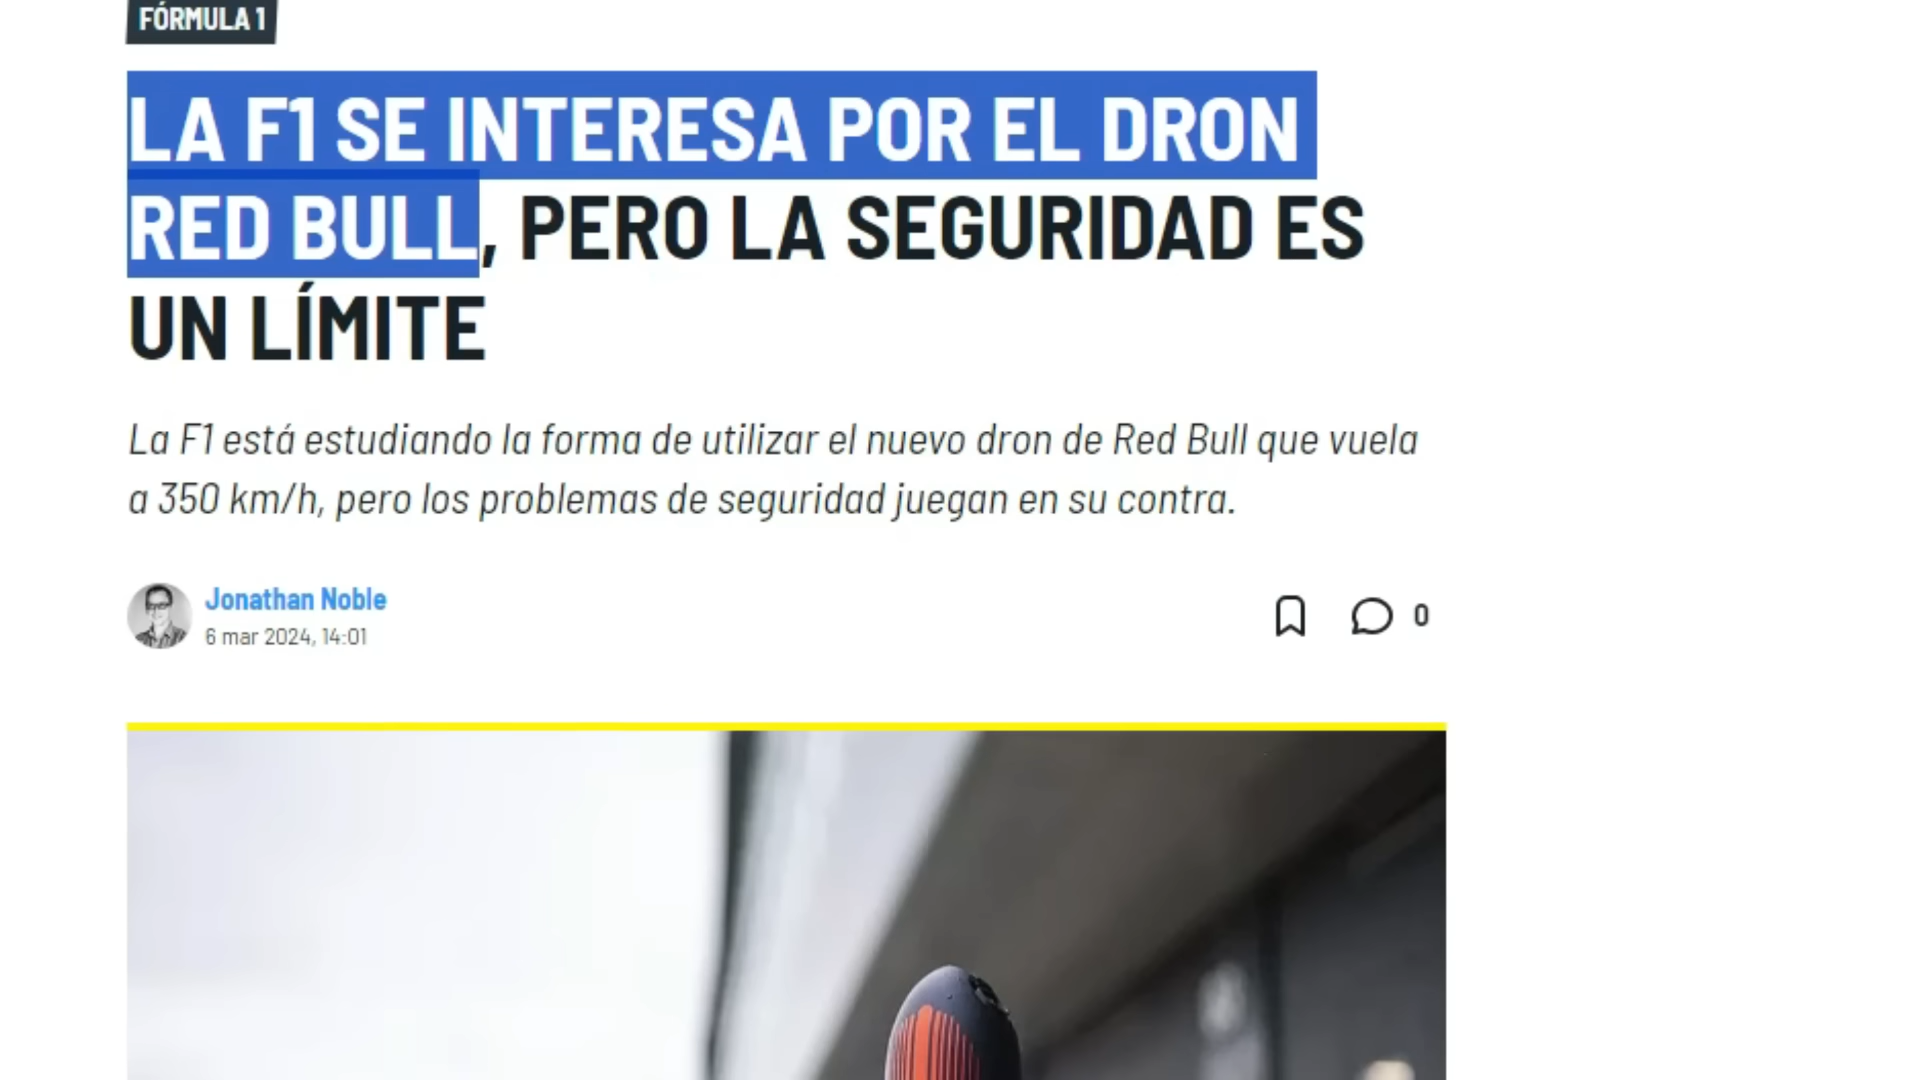 FÓRMULA 1
LA F1 SE INTERESA POR EL DRON
RED BULL, PERO LA SEGURIDAD ES
UN LÍMITE
La F1 está estudiando la forma de utilizar el nuevo dron de Red Bull que vuela
a 350 km/h, pero los problemas de seguridad juegan en su contra.
Jonathan Noble
6 mar 2024, 14:01
0